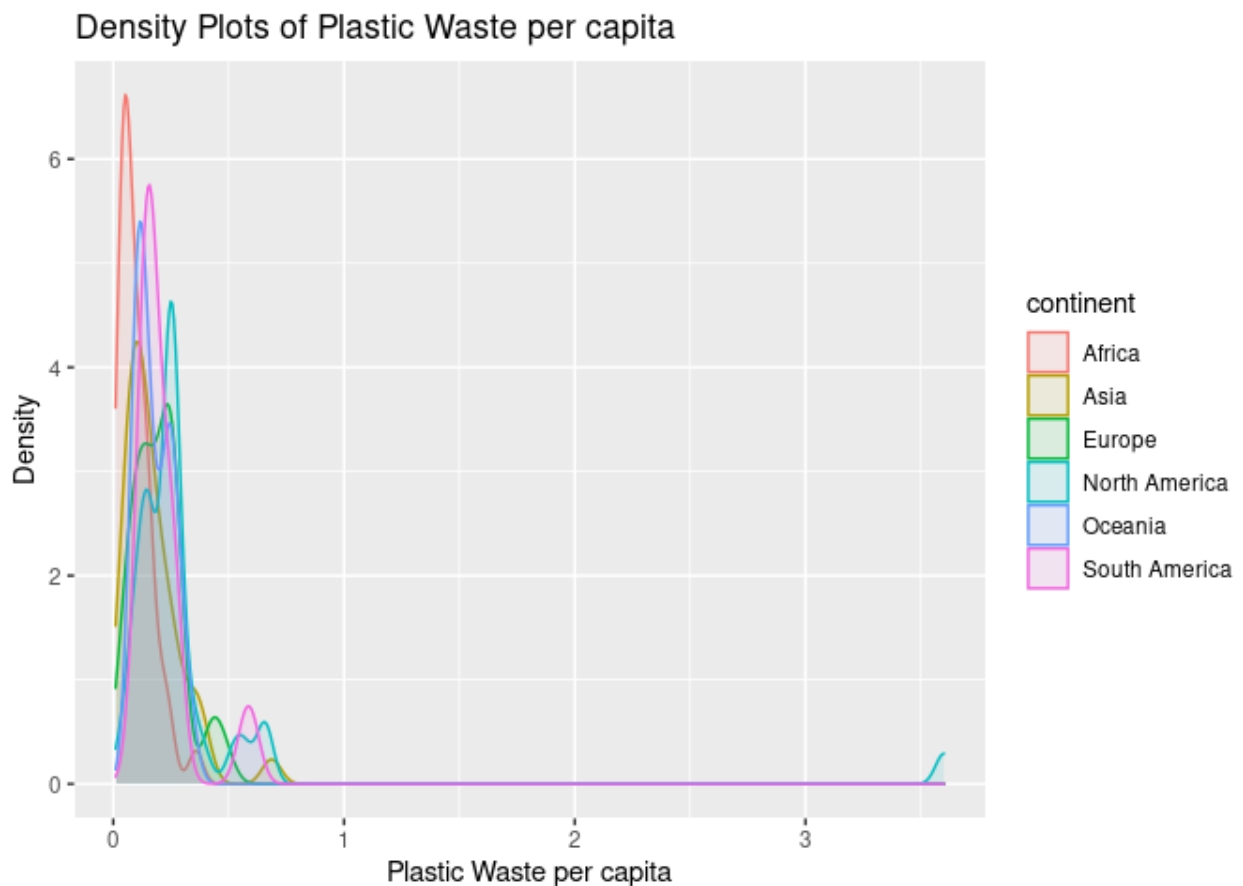 Density Plots of Plastic Waste per capita
6
4
2
0
Density
0 1 2 3
Plastic Waste per capita
continent
Africa
Asia
Europe
North America
Oceania
South America